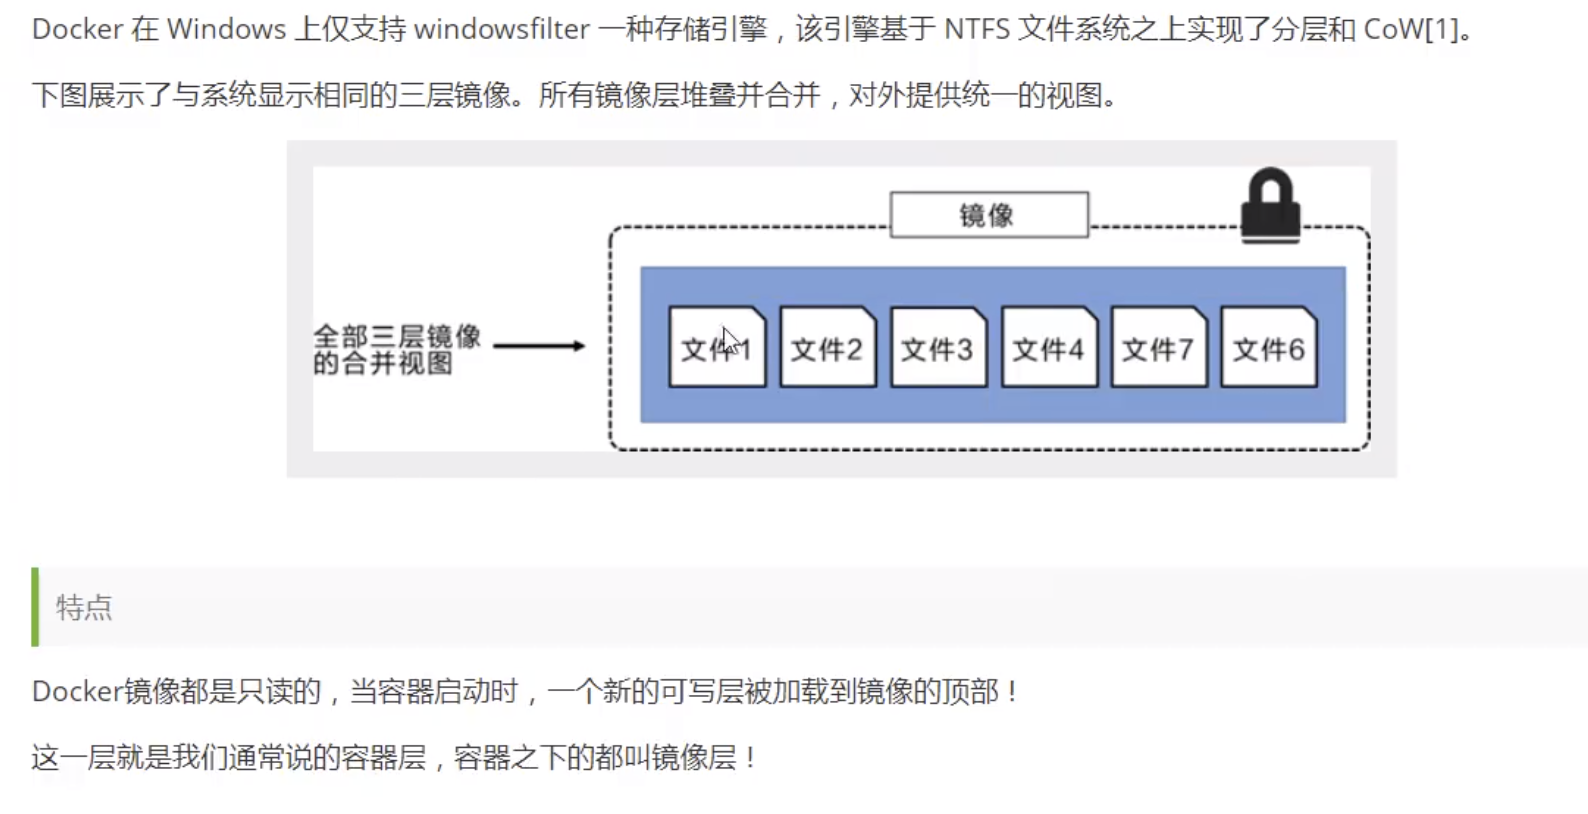 Docker 在 Windows 上仅支持 windowsfilter 一种存储引擎，该引擎基于 NTFS 文件系统之上实现了分层和 CoW[1]。
下图展示了与系统显示相同的三层镜像。所有镜像层堆叠并合并，对外提供统一的视图。
镜像
全部三层镜像
的合并视图
文件1 文件2 文件3 文件4 文件7 文件6
特点
Docker镜像都是只读的，当容器启动时，一个新的可写层被加载到镜像的顶部！
这一层就是我们通常说的容器层，容器之下的都叫镜像层！